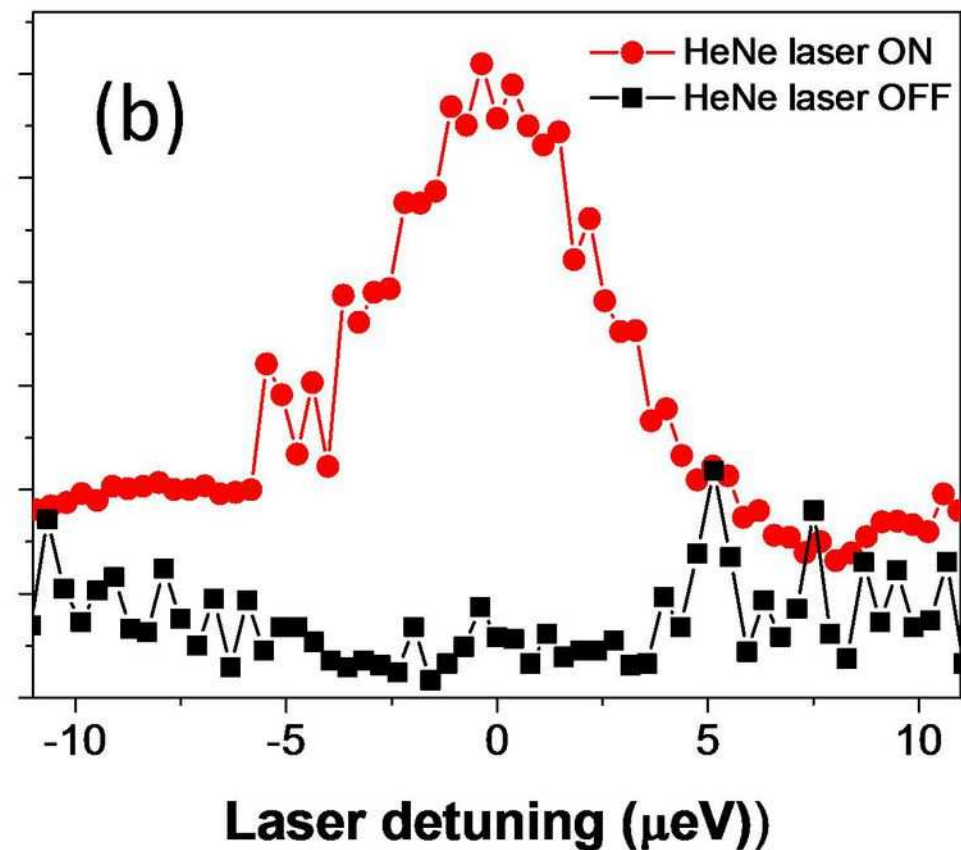 HeNe laser ON
(b)
HeNe laser OFF
-10 -5 0 5 10
Laser detuning (μeV))